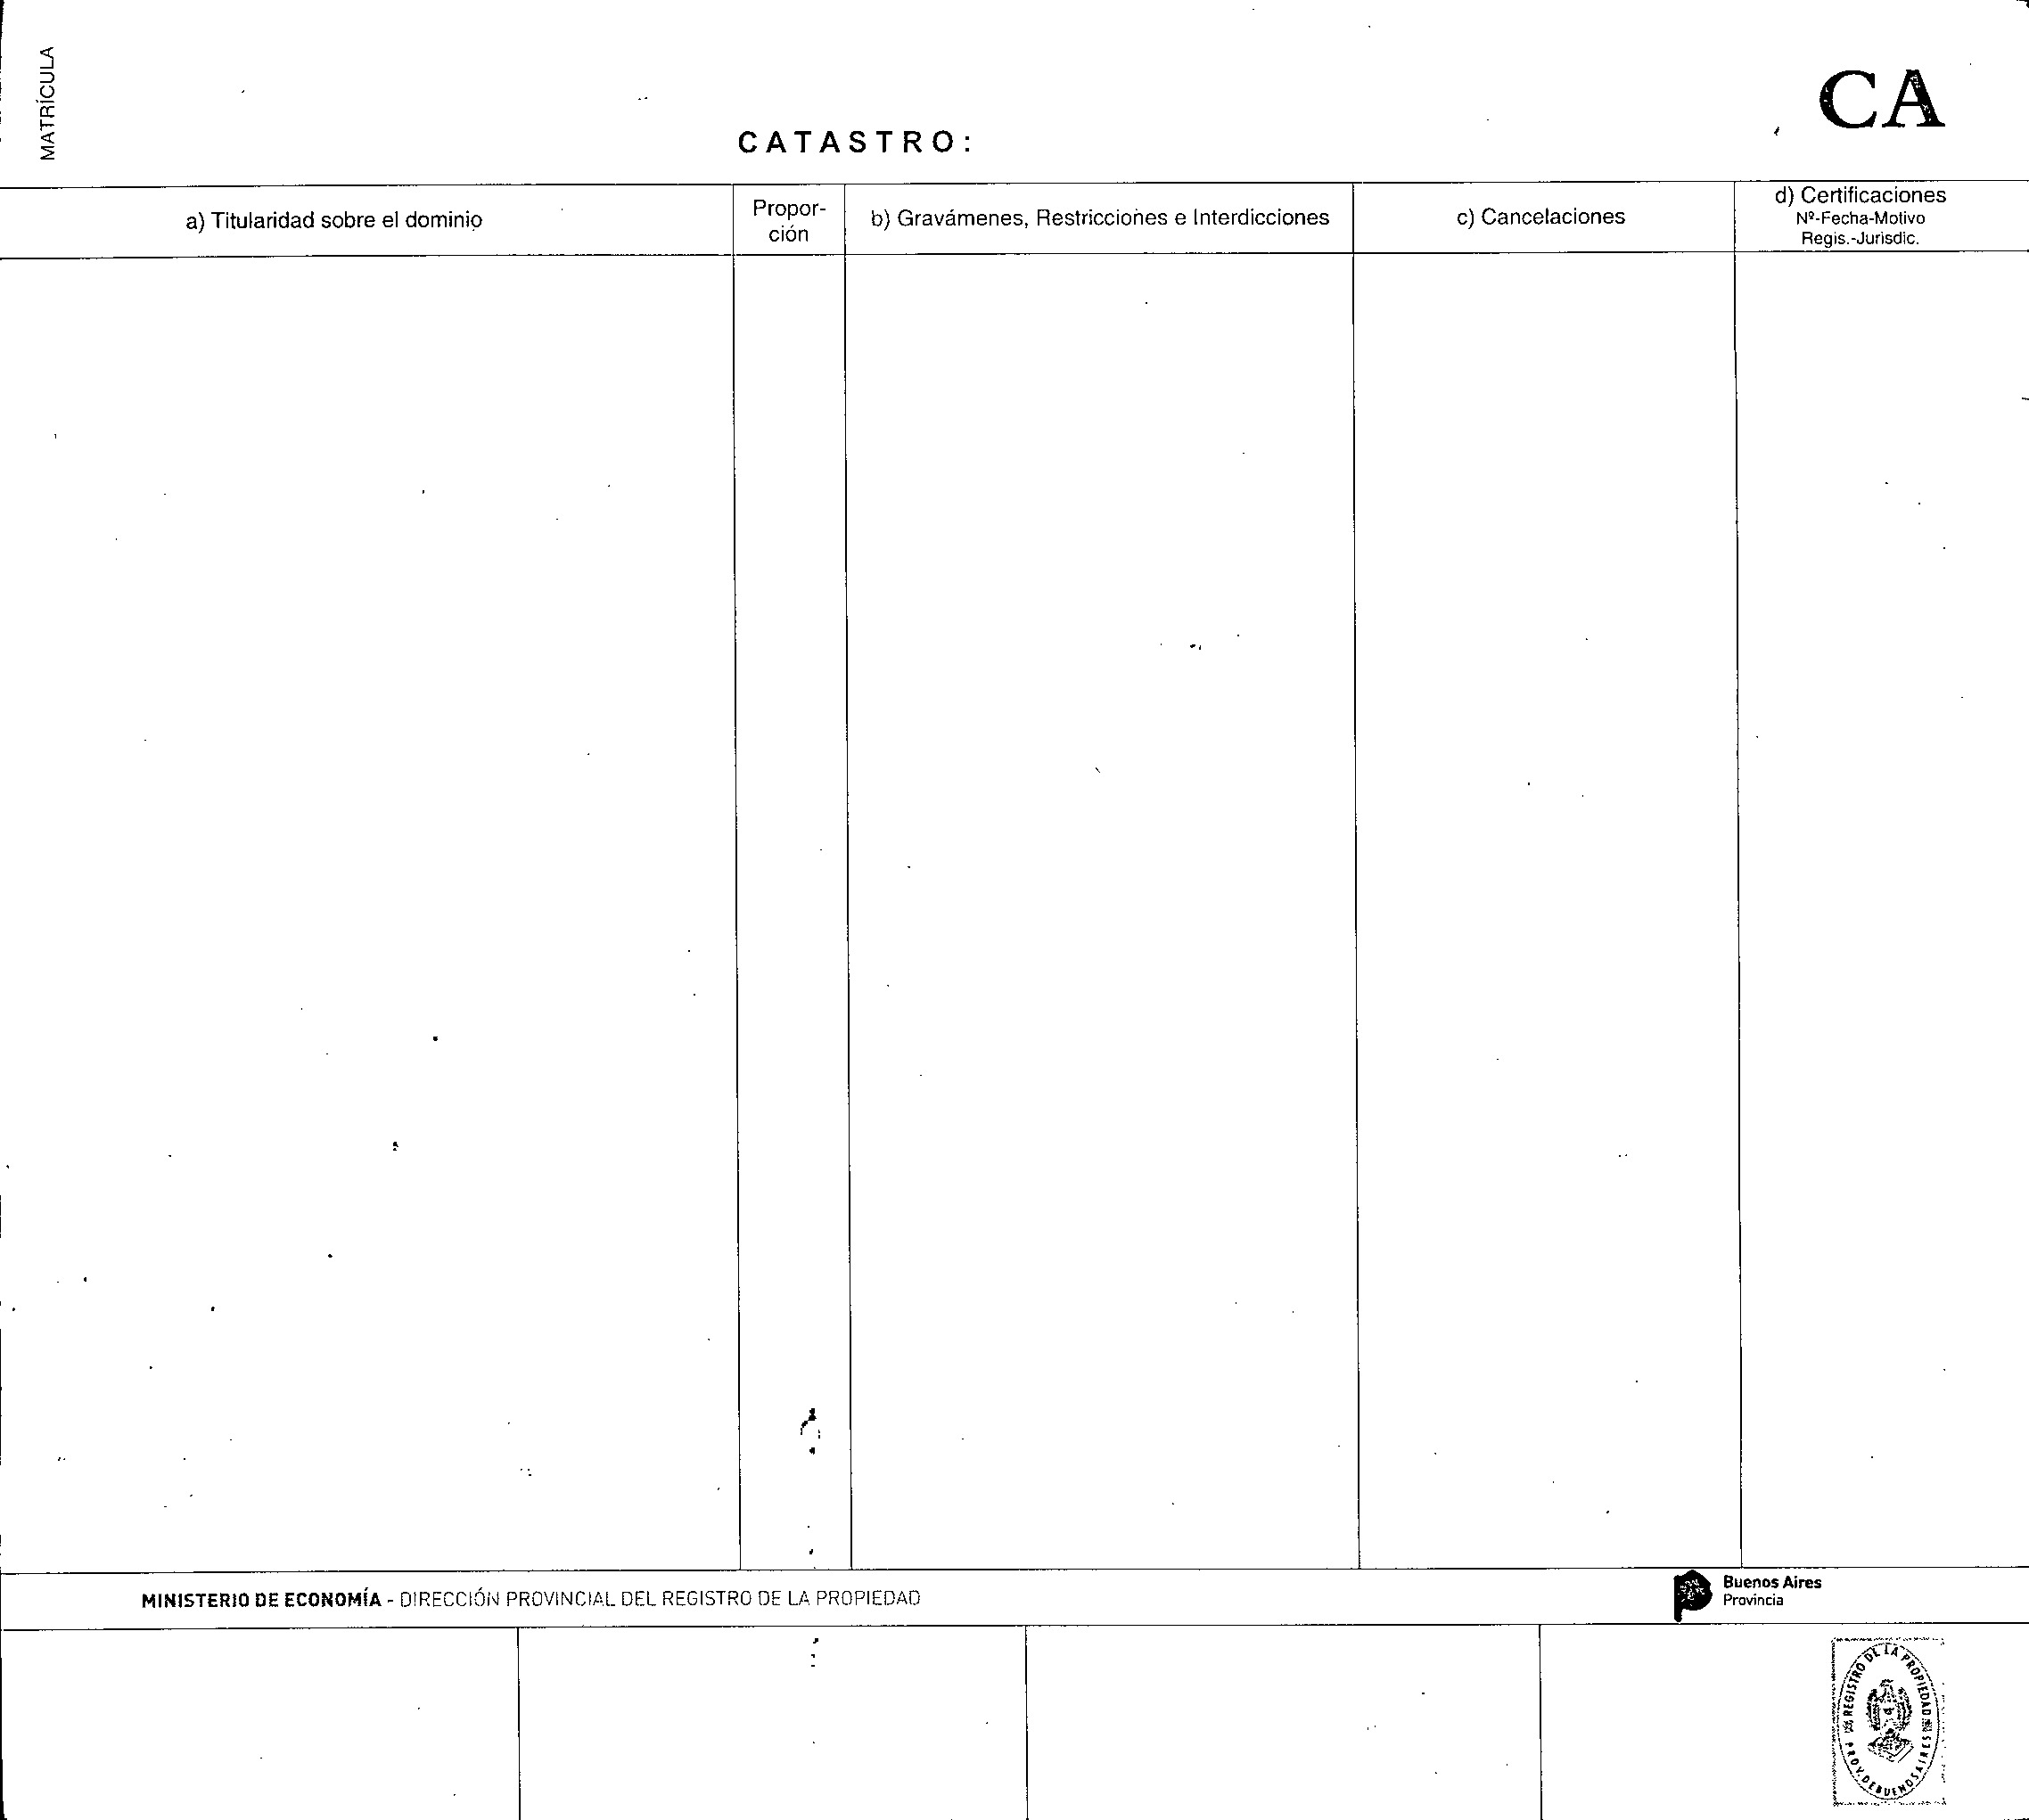 MATRÍCULA
CA
CATASTRO:
a) Titularidad sobre el dominio
Propor-
ción
b) Gravámenes, Restricciones e Interdicciones
c) Cancelaciones
d) Certificaciones
Nº-Fecha-Motivo
Regis.-Jurisdic.
MINISTERIO DE ECONOMÍA - DIRECCIÓN PROVINCIAL DEL REGISTRO DE LA PROPIEDAD
Buenos Aires
Provincia
REGISTRO DE LA PROPIEDAD
PROV. DE BUENOS AIRES